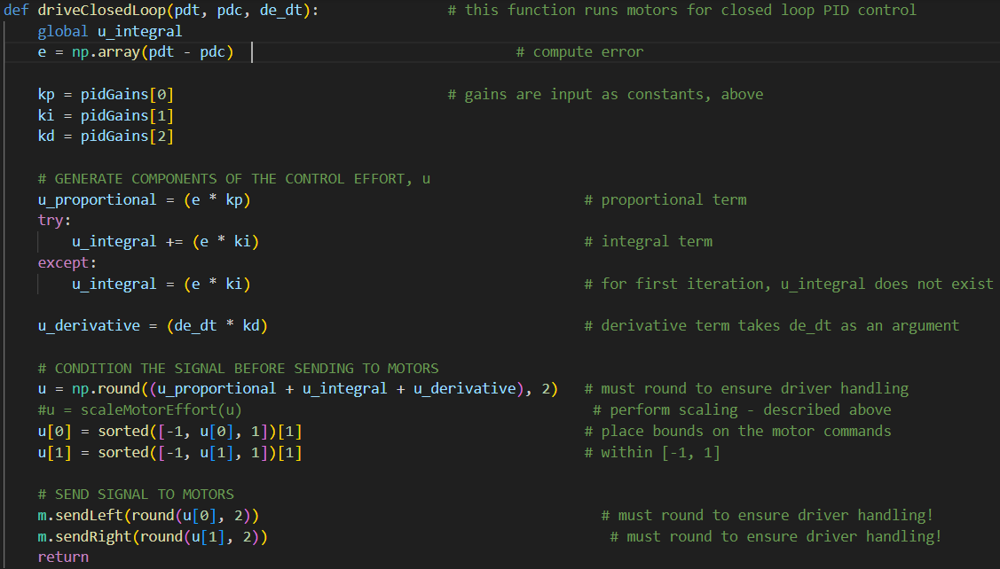 def driveClosedLoop(pdt, pdc, de_dt): # this function runs motors for closed loop PID control
global u_integral
e = np.array(pdt - pdc) # compute error
kp = pidGains[0] # gains are input as constants, above
ki = pidGains[1]
kd = pidGains[2]
# GENERATE COMPONENTS OF THE CONTROL EFFORT, u
u_proportional = (e * kp) # proportional term
try:
u_integral += (e * ki) # integral term
except:
u_integral = (e * ki) # for first iteration, u_integral does not exist
u_derivative = (de_dt * kd) # derivative term takes de_dt as an argument
# CONDITION THE SIGNAL BEFORE SENDING TO MOTORS
u = np.round((u_proportional + u_integral + u_derivative), 2) # must round to ensure driver handling
#u = scaleMotorEffort(u) # perform scaling - described above
u[0] = sorted([-1, u[0], 1])[1] # place bounds on the motor commands
u[1] = sorted([-1, u[1], 1])[1] # within [-1, 1]
# SEND SIGNAL TO MOTORS
m.sendLeft(round(u[0], 2)) # must round to ensure driver handling!
m.sendRight(round(u[1], 2)) # must round to ensure driver handling!
return